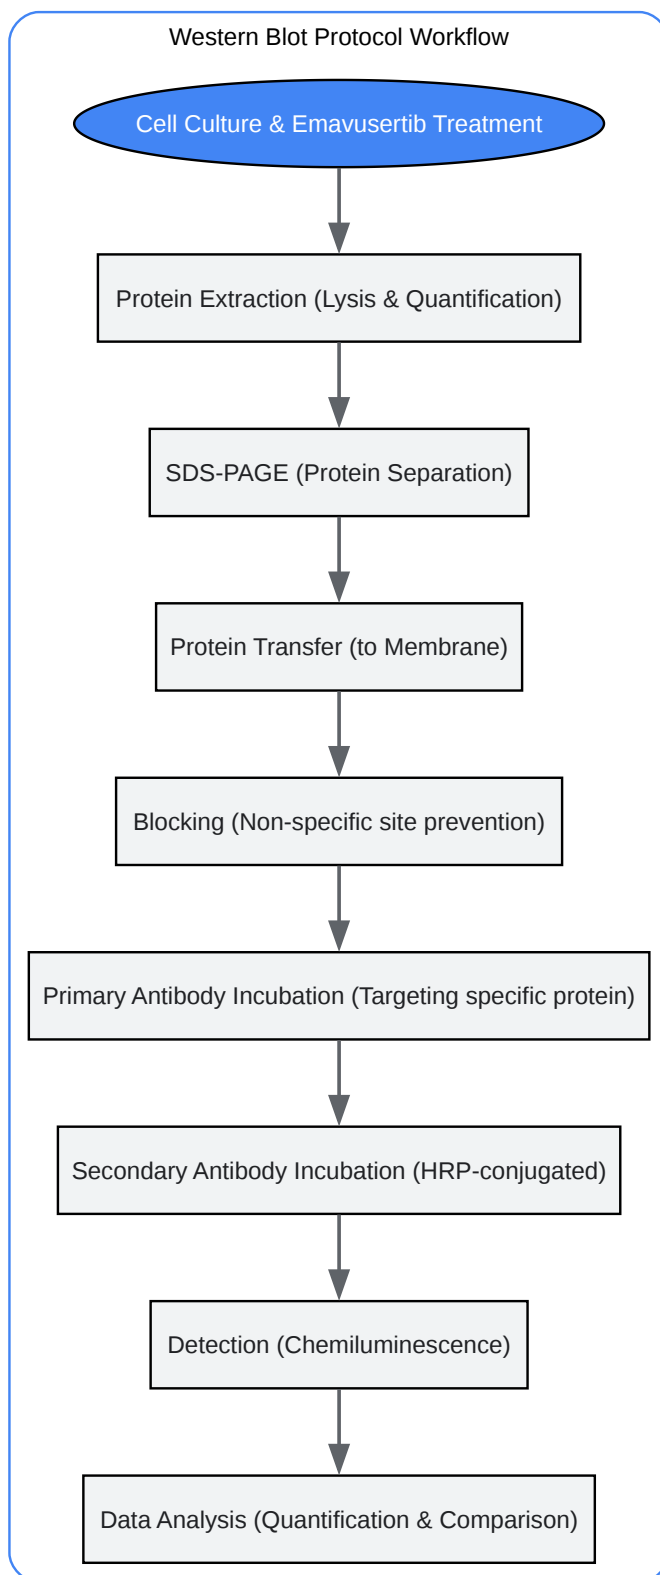 Western Blot Protocol Workflow
Cell Culture & Emavusertib Treatment
Protein Extraction (Lysis & Quantification)
SDS-PAGE (Protein Separation)
Protein Transfer (to Membrane)
Blocking (Non-specific site prevention)
Primary Antibody Incubation (Targeting specific protein)
Secondary Antibody Incubation (HRP-conjugated)
Detection (Chemiluminescence)
Data Analysis (Quantification & Comparison)